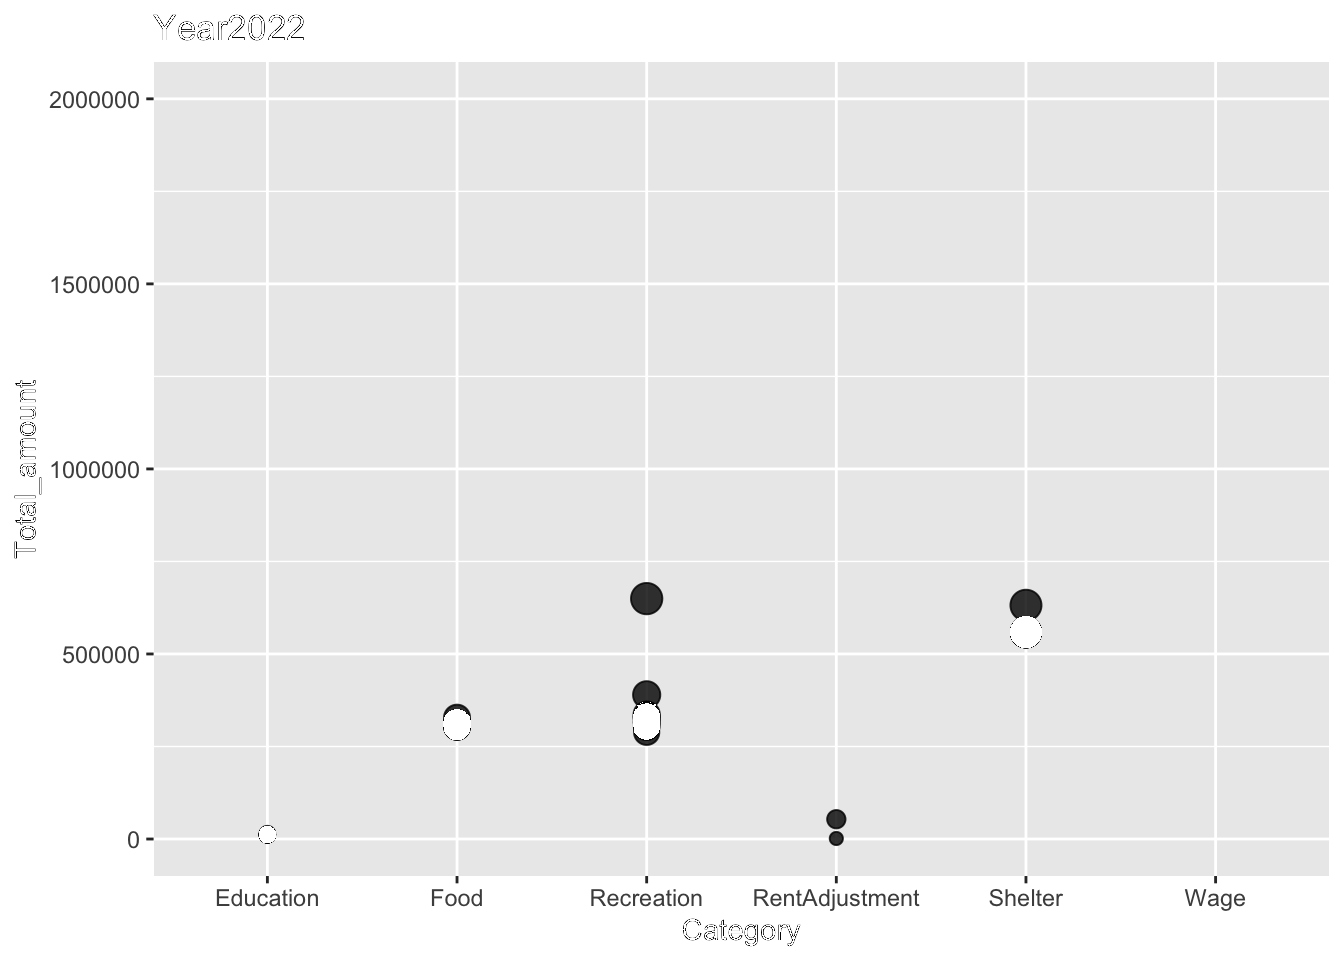 Year2022
2000000
1500000
1000000
500000
0
Total_amount
Education Food Recreation RentAdjustment Shelter Wage
Category